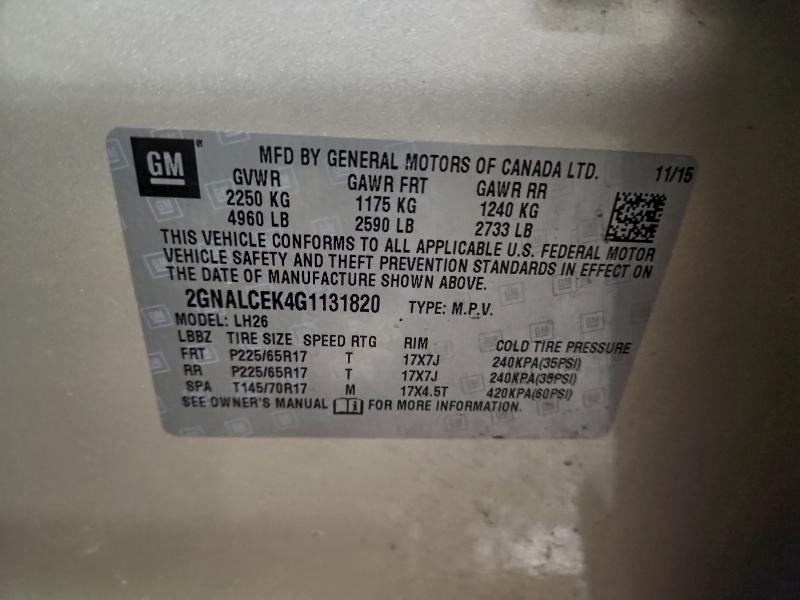 GM ®
MFD BY GENERAL MOTORS OF CANADA LTD. 11/15
GVWR GAWR FRT GAWR RR
2250 KG 1175 KG 1240 KG
4960 LB 2590 LB 2733 LB
THIS VEHICLE CONFORMS TO ALL APPLICABLE U.S. FEDERAL MOTOR
VEHICLE SAFETY AND THEFT PREVENTION STANDARDS IN EFFECT ON
THE DATE OF MANUFACTURE SHOWN ABOVE.
2GNALCEK4G1131820 TYPE: M.P.V.
MODEL: LH26
LBBZ TIRE SIZE SPEED RTG RIM COLD TIRE PRESSURE
FRT P225/65R17 T 17X7J 240KPA(35PSI)
RR P225/65R17 T 17X7J 240KPA(35PSI)
SPA T145/70R17 M 17X4.5T 420KPA(60PSI)
SEE OWNER'S MANUAL FOR MORE INFORMATION.